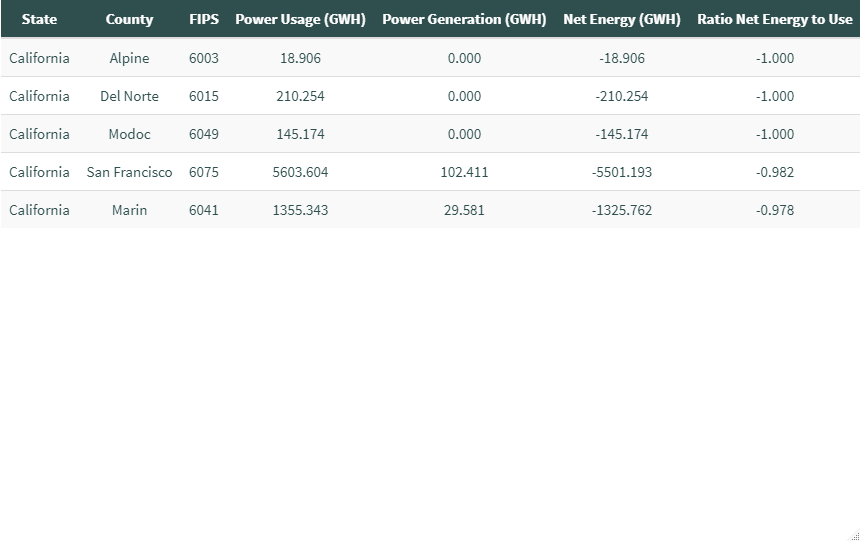 State County FIPS Power Usage (GWH) Power Generation (GWH) Net Energy (GWH) Ratio Net Energy to Use
California Alpine 6003 18.906 0.000 -18.906 -1.000
California Del Norte 6015 210.254 0.000 -210.254 -1.000
California Modoc 6049 145.174 0.000 -145.174 -1.000
California San Francisco 6075 5603.604 102.411 -5501.193 -0.982
California Marin 6041 1355.343 29.581 -1325.762 -0.978